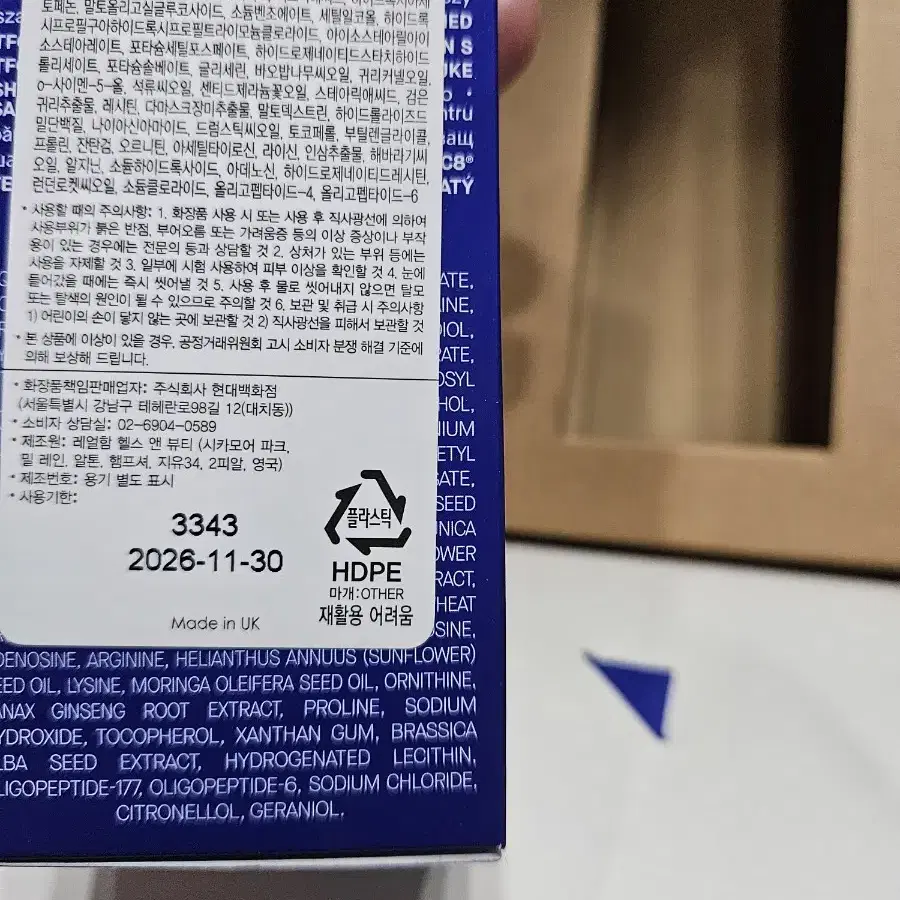 토페논, 말토올리고실글루코사이드, 소듐벤조에이트, 세틸알코올, 하이드록
시프로필구아하이드록시프로필트라이모늄클로라이드, 아이소스테아릴아이
소스테아레이트, 포타슘세틸포스페이트, 하이드로제네이티드스타치하이드
롤리세이트, 포타슘솔베이트, 글리세린, 바오밥나무씨오일, 귀리커넬오일,
o-사이멘-5-올, 석류씨오일, 센티드제라늄꽃오일, 스테아릭애씨드, 검은
귀리추출물, 레시틴, 다마스크장미추출물, 말토덱스트린, 하이드롤라이즈드
밀단백질, 나이아신아마이드, 드럼스틱씨오일, 토코페롤, 부틸렌글라이콜,
프롤린, 잔탄검, 오르니틴, 아세틸타이로신, 라이신, 인삼추출물, 해바라기씨
오일, 알지닌, 소듐하이드록사이드, 아데노신, 하이드로제네이티드레시틴,
런던로켓씨오일, 소듐클로라이드, 올리고펩타이드-4, 올리고펩타이드-6
• 사용할 때의 주의사항: 1. 화장품 사용 시 또는 사용 후 직사광선에 의하여
사용부위가 붉은 반점, 부어오름 또는 가려움증 등의 이상 증상이나 부작
용이 있는 경우에는 전문의 등과 상담할 것 2. 상처가 있는 부위 등에는
사용을 자제할 것 3. 일부에 시험 사용하여 피부 이상을 확인할 것 4. 눈에
들어갔을 때에는 즉시 씻어낼 것 5. 사용 후 물로 씻어내지 않으면 탈모
또는 탈색의 원인이 될 수 있으므로 주의할 것 6. 보관 및 취급 시 주의사항
1) 어린이의 손이 닿지 않는 곳에 보관할 것 2) 직사광선을 피해서 보관할 것
• 본 상품에 이상이 있을 경우, 공정거래위원회 고시 소비자 분쟁 해결 기준에
의해 보상해 드립니다.
• 화장품책임판매업자: 주식회사 현대백화점
(서울특별시 강남구 테헤란로98길 12(대치동))
• 소비자 상담실: 02-6904-0589
• 제조원: 레얼함 헬스 앤 뷰티 (시카모어 파크,
밀 레인, 알톤, 햄프셔, 지유34, 2피알, 영국)
• 제조번호: 용기 별도 표시
• 사용기한:
3343
2026-11-30
Made in UK
플라스틱
HDPE
마개:OTHER
재활용 어려움
C8®
ATE,
INE,
IOL,
RATE,
OSYL
HOL,
NIUM
ETYL
ATE,
SEED
NICA
OWER
RACT,
HEAT
OSINE,
DENOSINE, ARGININE, HELIANTHUS ANNUUS (SUNFLOWER)
EED OIL, LYSINE, MORINGA OLEIFERA SEED OIL, ORNITHINE,
ANAX GINSENG ROOT EXTRACT, PROLINE, SODIUM
YDROXIDE, TOCOPHEROL, XANTHAN GUM, BRASSICA
LBA SEED EXTRACT, HYDROGENATED LECITHIN,
LIGOPEPTIDE-177, OLIGOPEPTIDE-6, SODIUM CHLORIDE,
CITRONELLOL, GERANIOL.